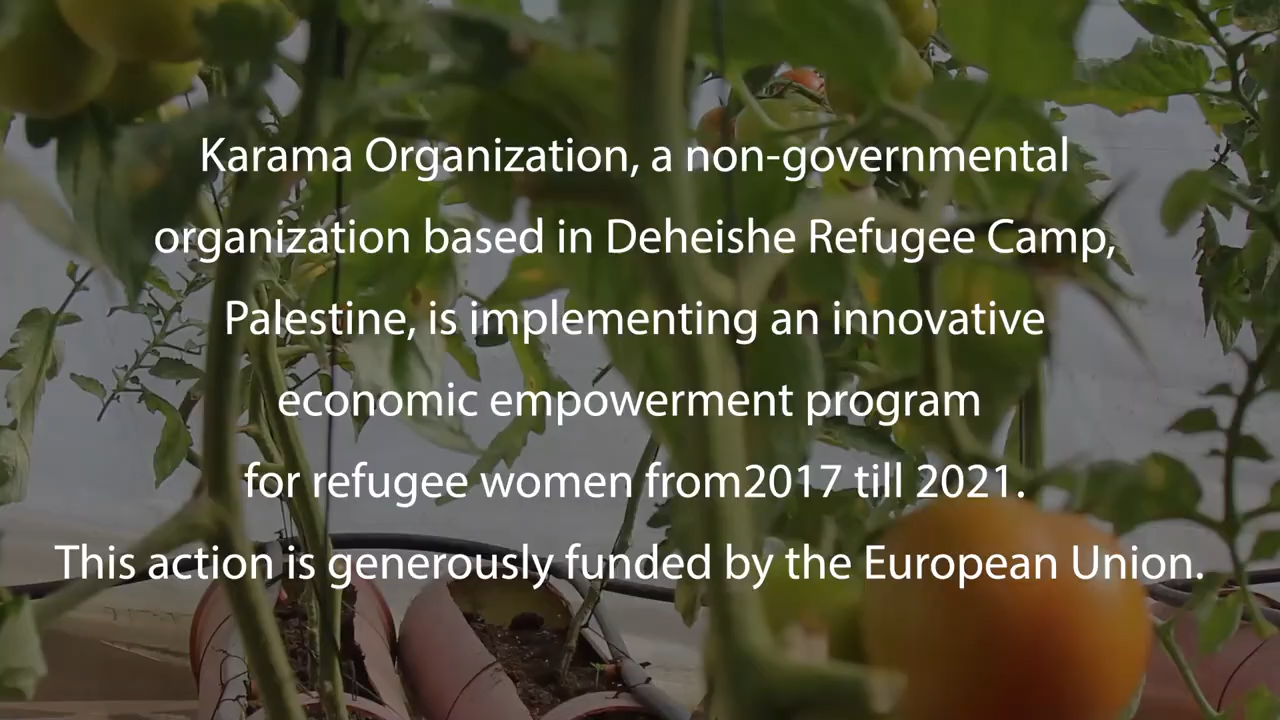 Karama Organization, a non-governmental
organization based in Deheishe Refugee Camp,
Palestine, is implementing an innovative
economic empowerment program
for refugee women from2017 till 2021.
This action is generously funded by the European Union.